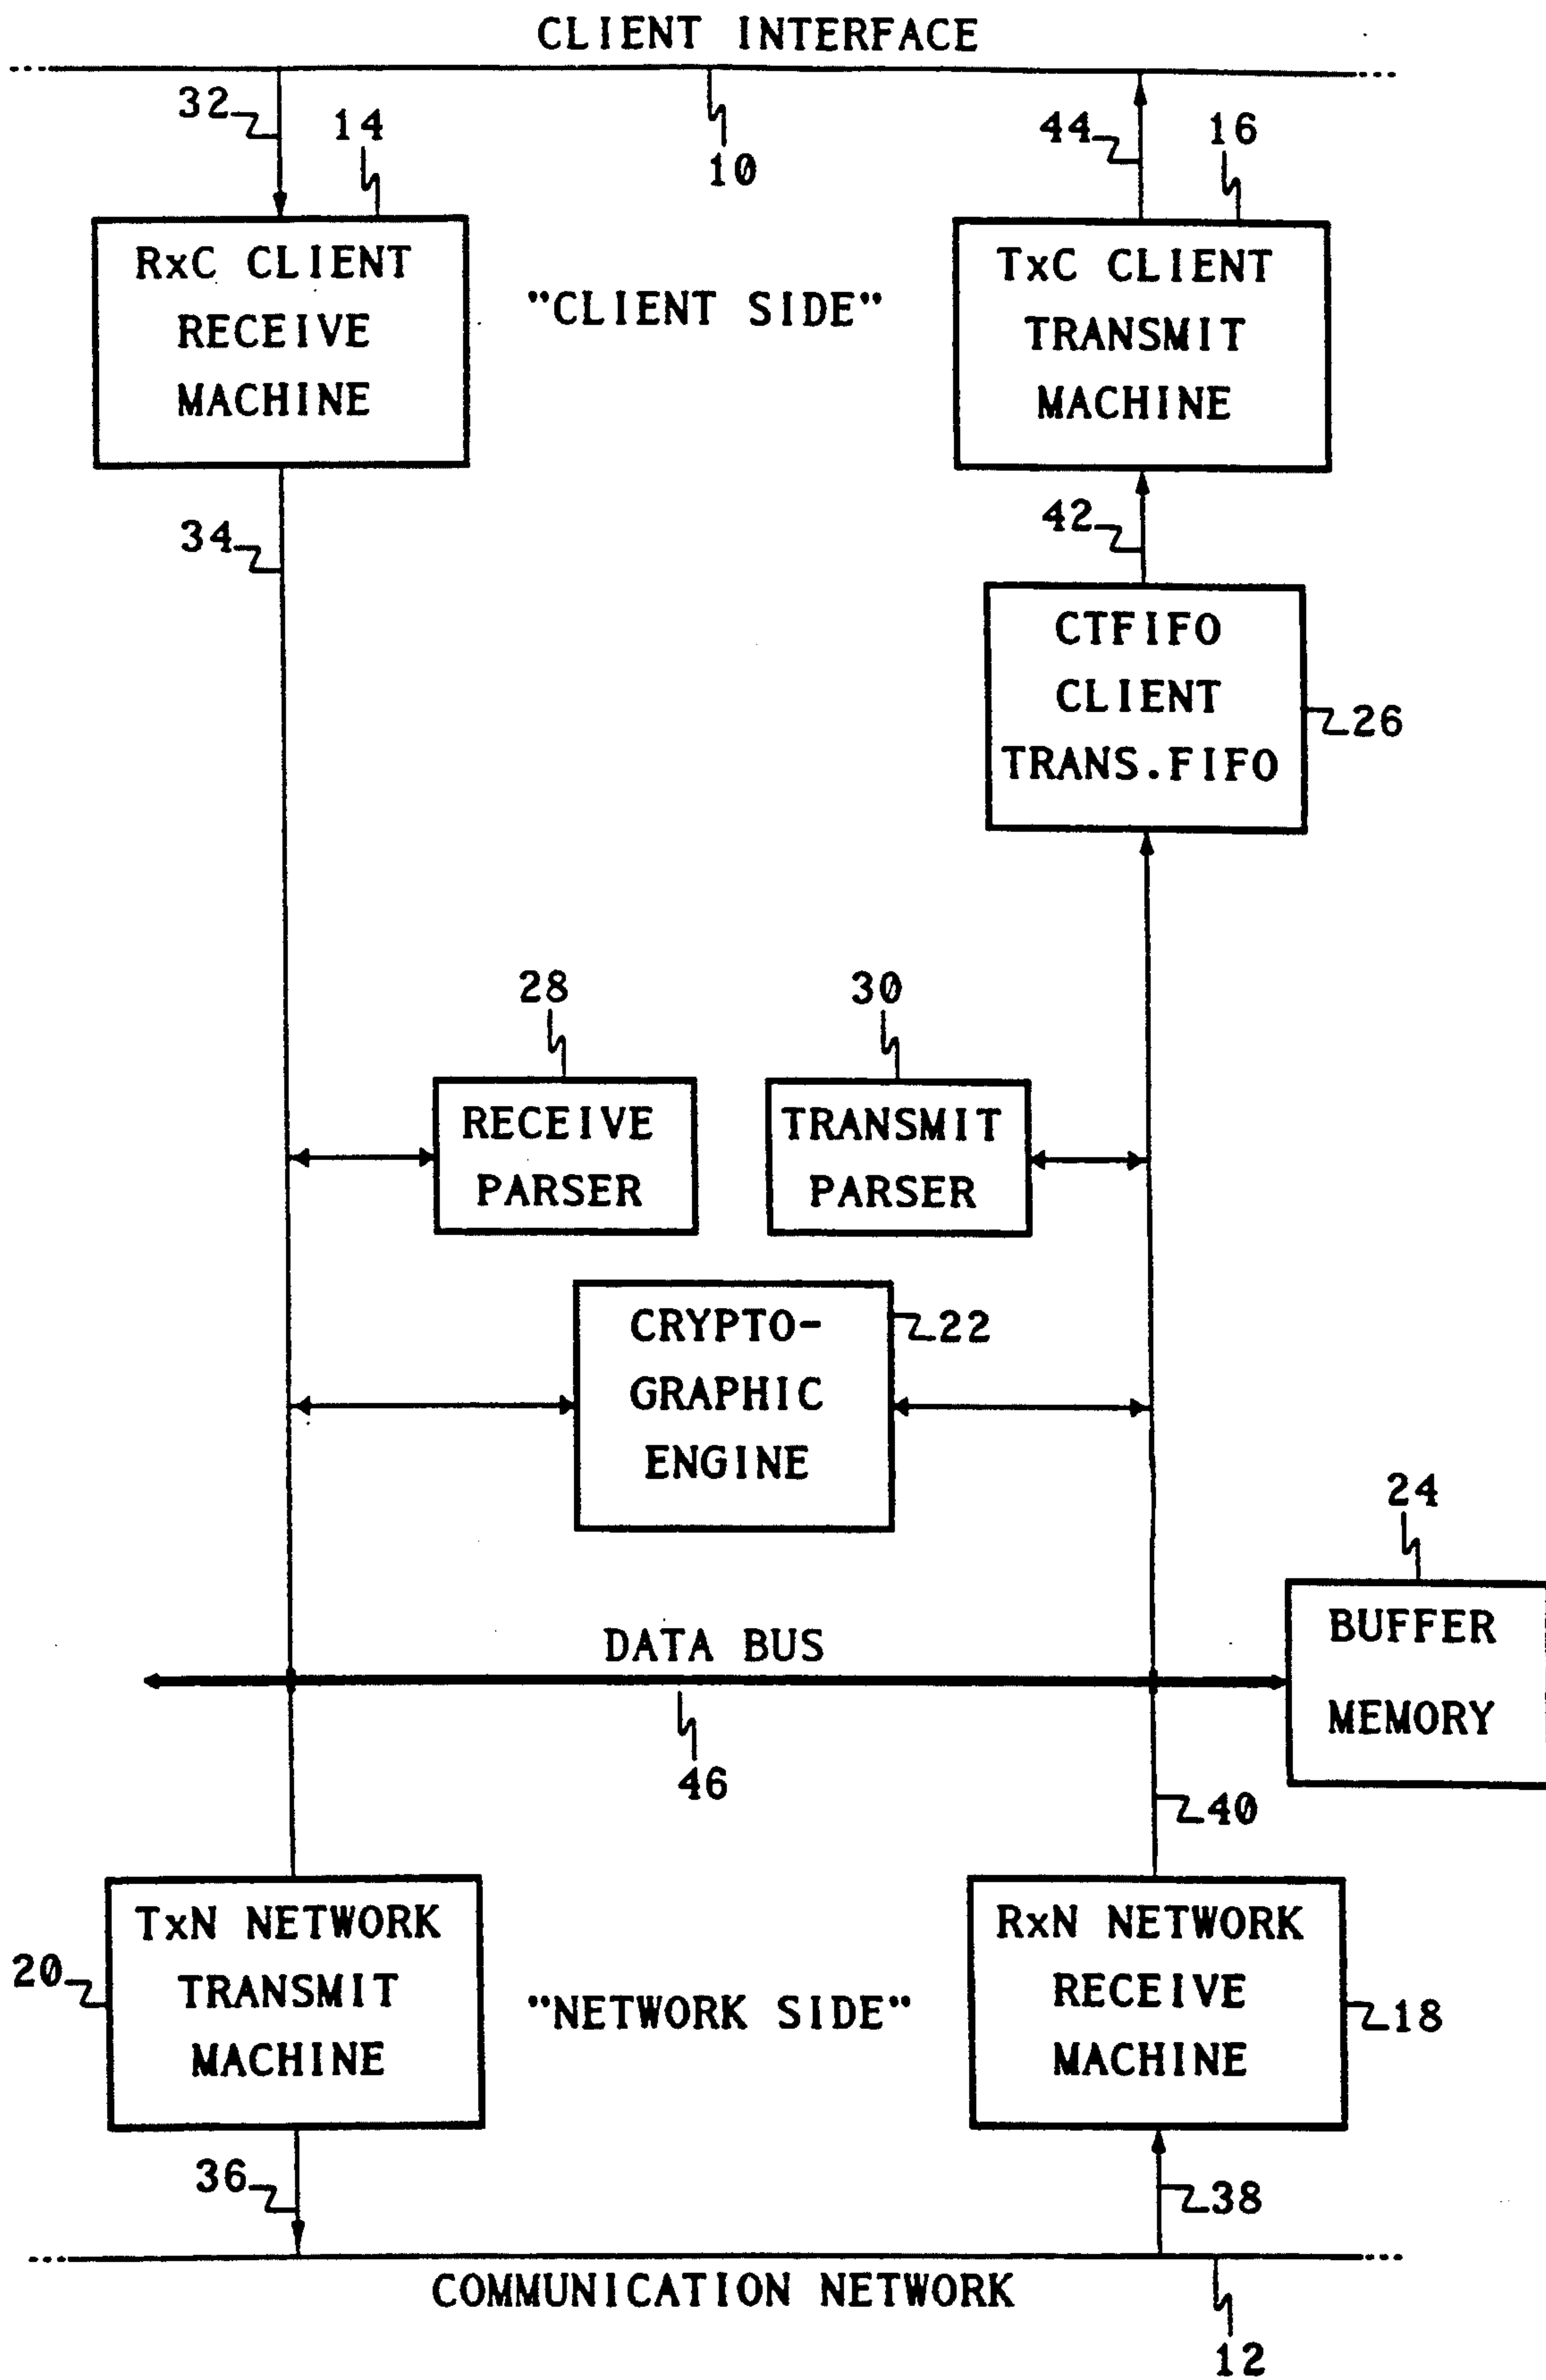 CLIENT INTERFACE
32
14
10
44
16
RxC CLIENT
RECEIVE
MACHINE
"CLIENT SIDE"
TxC CLIENT
TRANSMIT
MACHINE
34
42
CTFIFO
CLIENT
TRANS.FIFO
26
28
30
RECEIVE
PARSER
TRANSMIT
PARSER
CRYPTO-
GRAPHIC
ENGINE
22
24
BUFFER
MEMORY
DATA BUS
46
40
TxN NETWORK
TRANSMIT
MACHINE
20
"NETWORK SIDE"
RxN NETWORK
RECEIVE
MACHINE
18
36
38
COMMUNICATION NETWORK
12